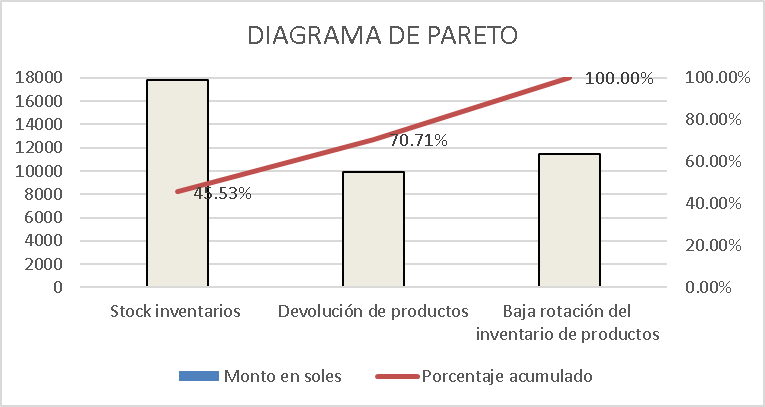 DIAGRAMA DE PARETO
18000
16000
14000
12000
10000
8000
6000
4000
2000
0
100.00%
80.00%
60.00%
40.00%
20.00%
0.00%
45.53%
70.71%
100.00%
Stock inventarios
Devolución de productos
Baja rotación del
inventario de productos
Monto en soles
Porcentaje acumulado